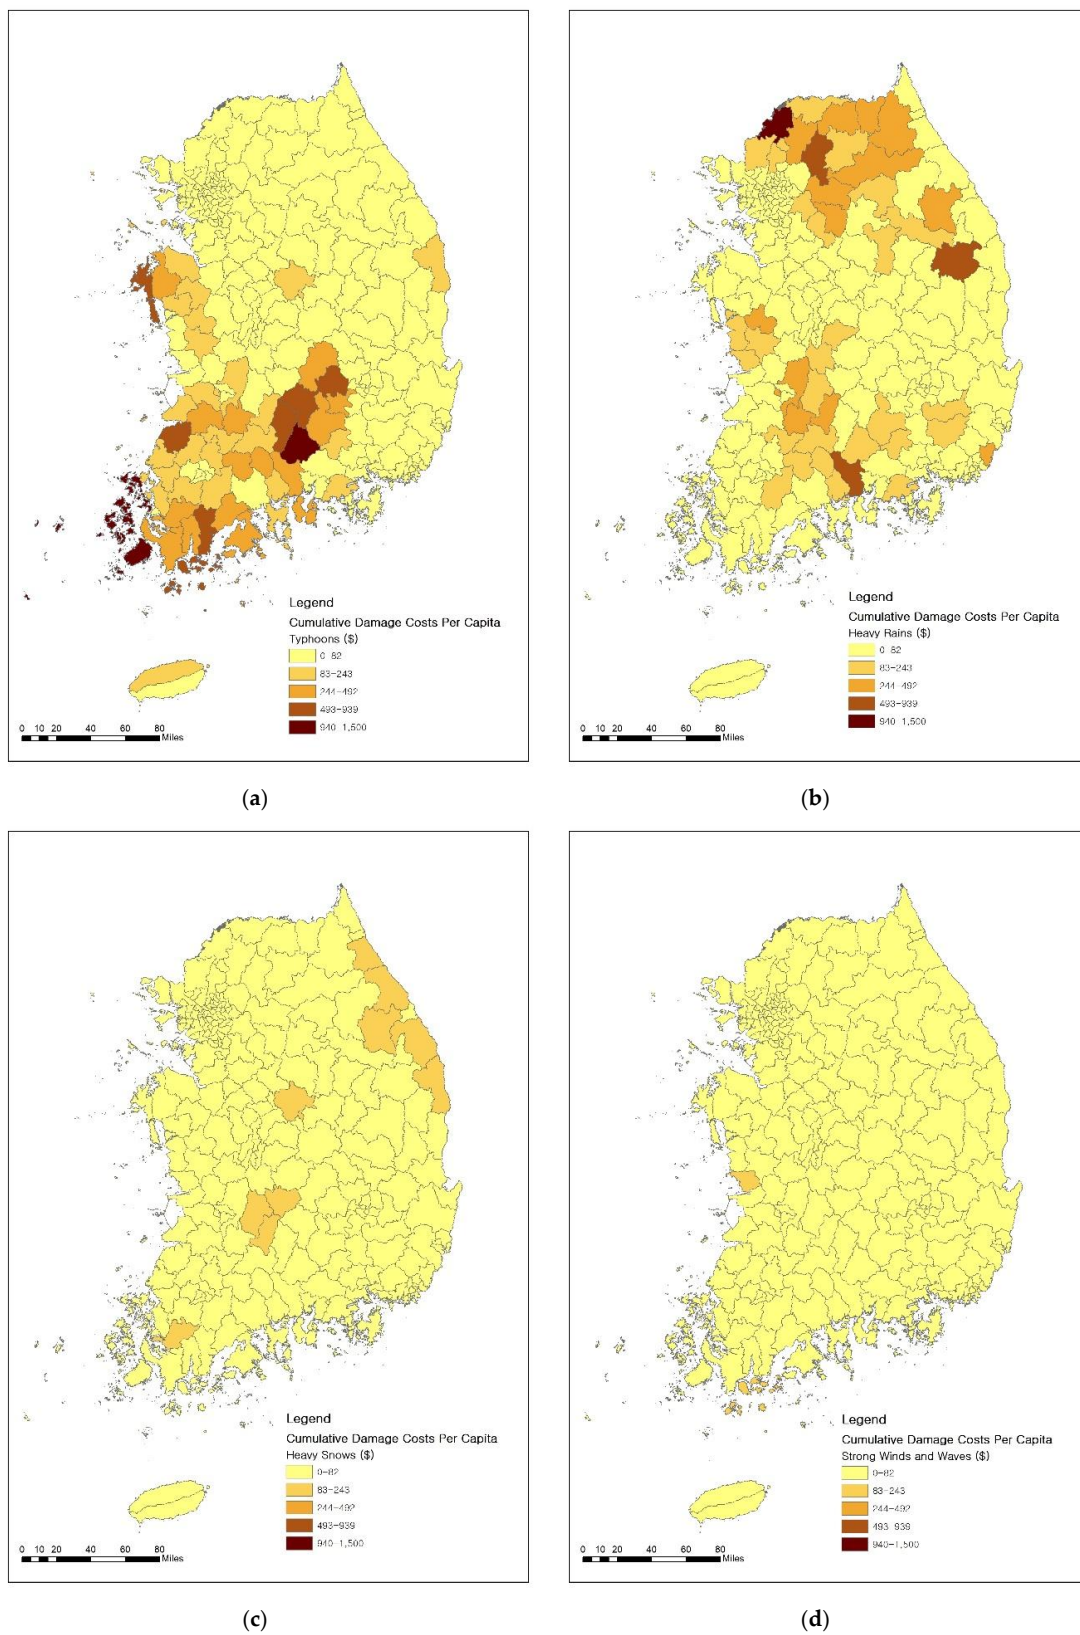 Legend
Cumulative Damage Costs Per Capita
Typhoons ($)
0-82
83-243
244-492
493-939
940-1,500
0 10 20 40 60 80
Miles
(a)
Legend
Cumulative Damage Costs Per Capita
Heavy Rains ($)
0-82
83-243
244-492
493-939
940-1,500
0 10 20 40 60 80
Miles
(b)
Legend
Cumulative Damage Costs Per Capita
Heavy Snows ($)
0-82
83-243
244-492
493-939
940-1,500
0 10 20 40 60 80
Miles
(c)
Legend
Cumulative Damage Costs Per Capita
Strong Winds and Waves ($)
0-82
83-243
244-492
493-939
940-1,500
0 10 20 40 60 80
Miles
(d)